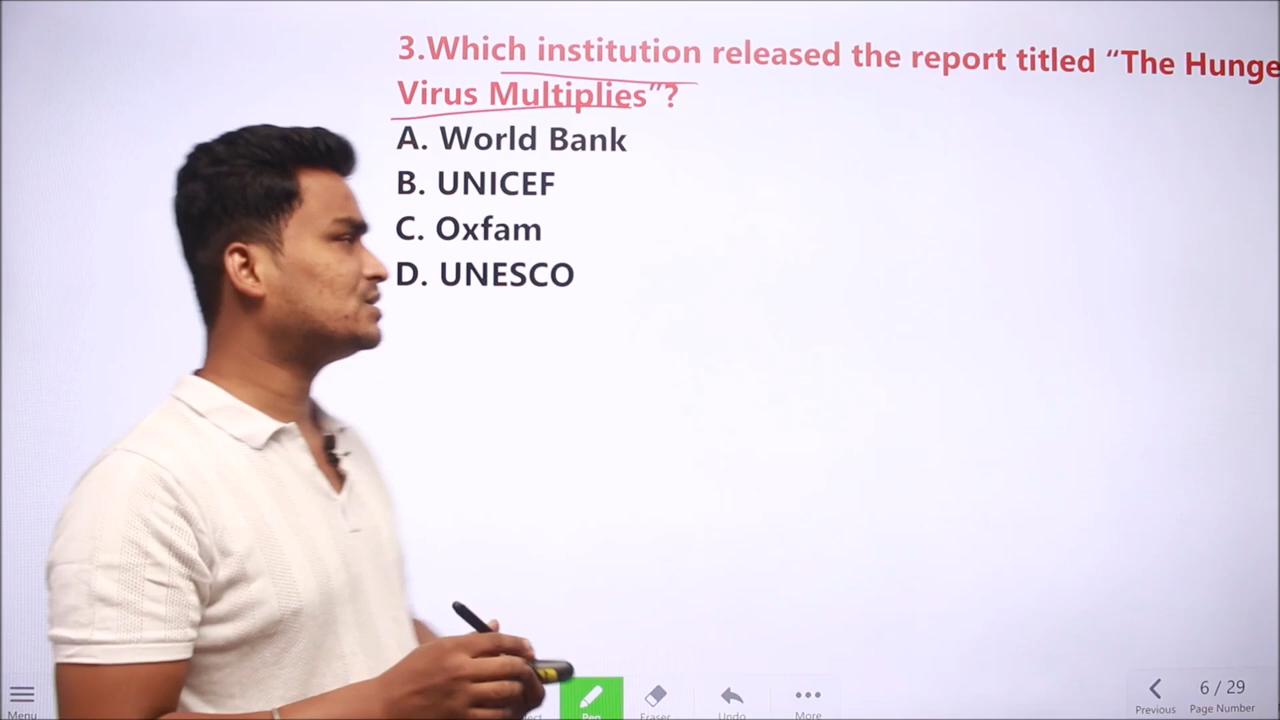 3.Which institution released the report titled “The Hunge
Virus Multiplies”?
A. World Bank
B. UNICEF
C. Oxfam
D. UNESCO
Menu
Pen
Eraser
Undo
More
Previous
6 / 29
Page Number